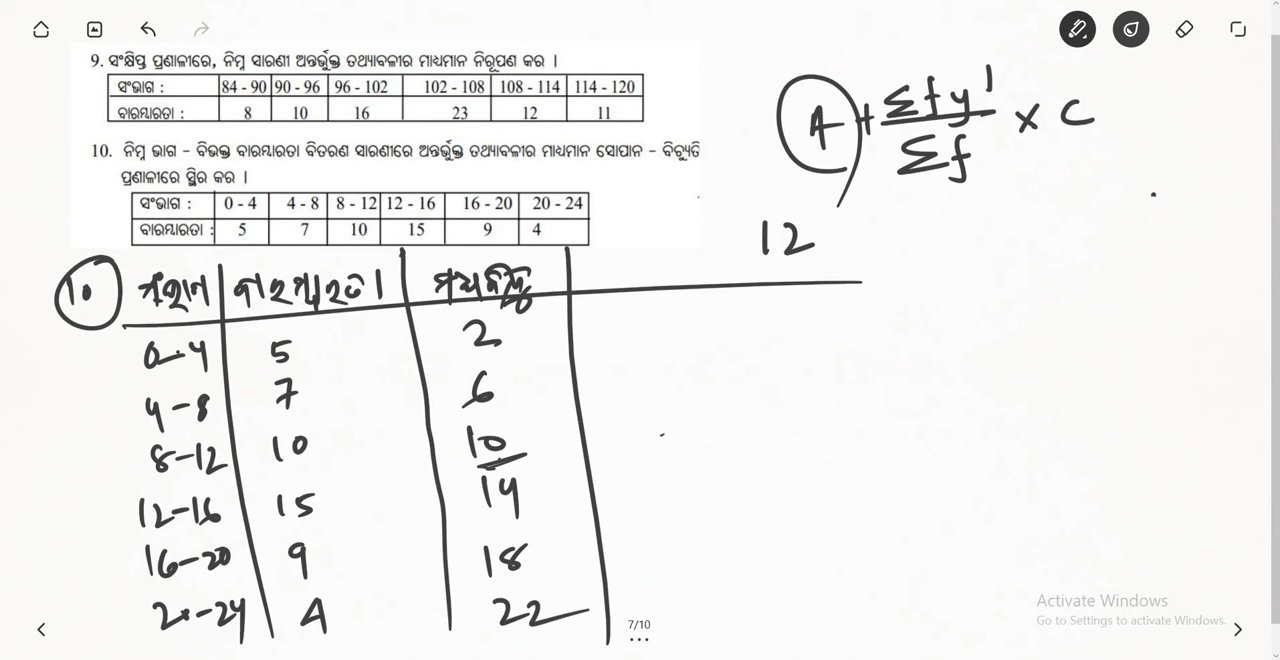 9. ସଂକ୍ଷିପ୍ତ ପ୍ରଣାଳୀରେ, ନିମ୍ନ ସାରଣୀ ଅନ୍ତର୍ଭୁକ୍ତ ତଥ୍ୟାବଳୀର ମାଧ୍ୟମାନ ନିରୂପଣ କର ।
ସଂଭାଗ : 84 - 90 90 - 96 96 - 102 102 - 108 108 - 114 114 - 120
ବାରମ୍ବାରତା : 8 10 16 23 12 11
10. ନିମ୍ନ ଭାଗ - ବିଭକ୍ତ ବାରମ୍ବାରତା ବିତରଣ ସାରଣୀରେ ଅନ୍ତର୍ଭୁକ୍ତ ତଥ୍ୟାବଳୀର ମାଧ୍ୟମାନ ସୋପାନ - ବିଚ୍ୟୁତି
ପ୍ରଣାଳୀରେ ସ୍ଥିର କର ।
ସଂଭାଗ : 0 - 4 4 - 8 8 - 12 12 - 16 16 - 20 20 - 24
ବାରମ୍ବାରତା : 5 7 10 15 9 4
A + Σfy' / Σf × C
12
10 ସଂଭାଗ ବାରମ୍ବାରତା ମଧ୍ୟବିନ୍ଦୁ
0-4 5 2
4-8 7 6
8-12 10 10
12-16 15 14
16-20 9 18
20-24 4 22
7/10
Activate Windows
Go to Settings to activate Windows.